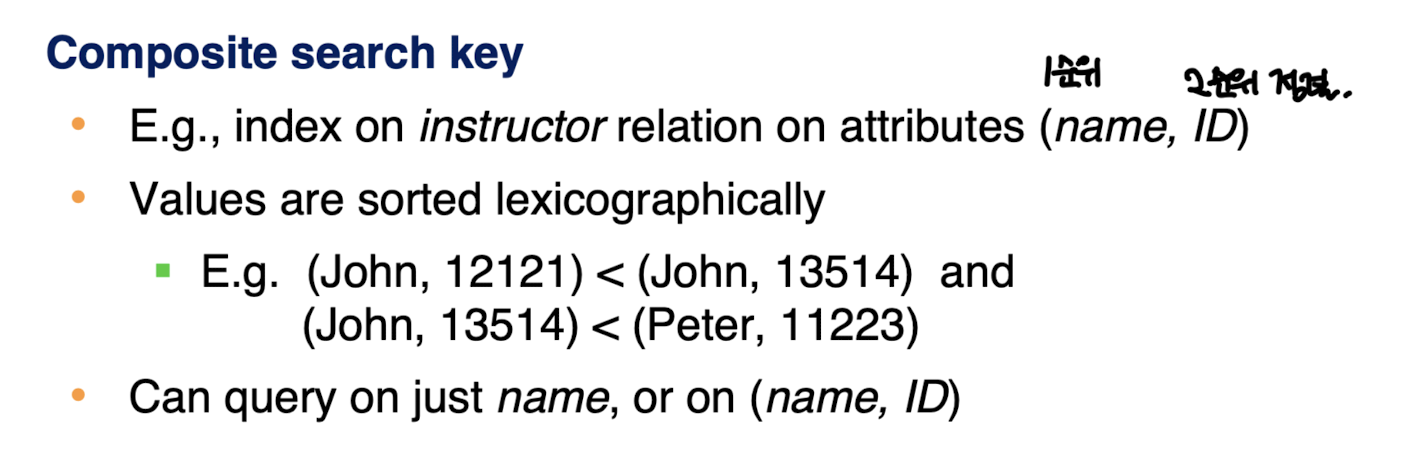 Composite search key
1순위 2순위 정렬..
• E.g., index on instructor relation on attributes (name, ID)
• Values are sorted lexicographically
▪ E.g. (John, 12121) < (John, 13514) and
(John, 13514) < (Peter, 11223)
• Can query on just name, or on (name, ID)